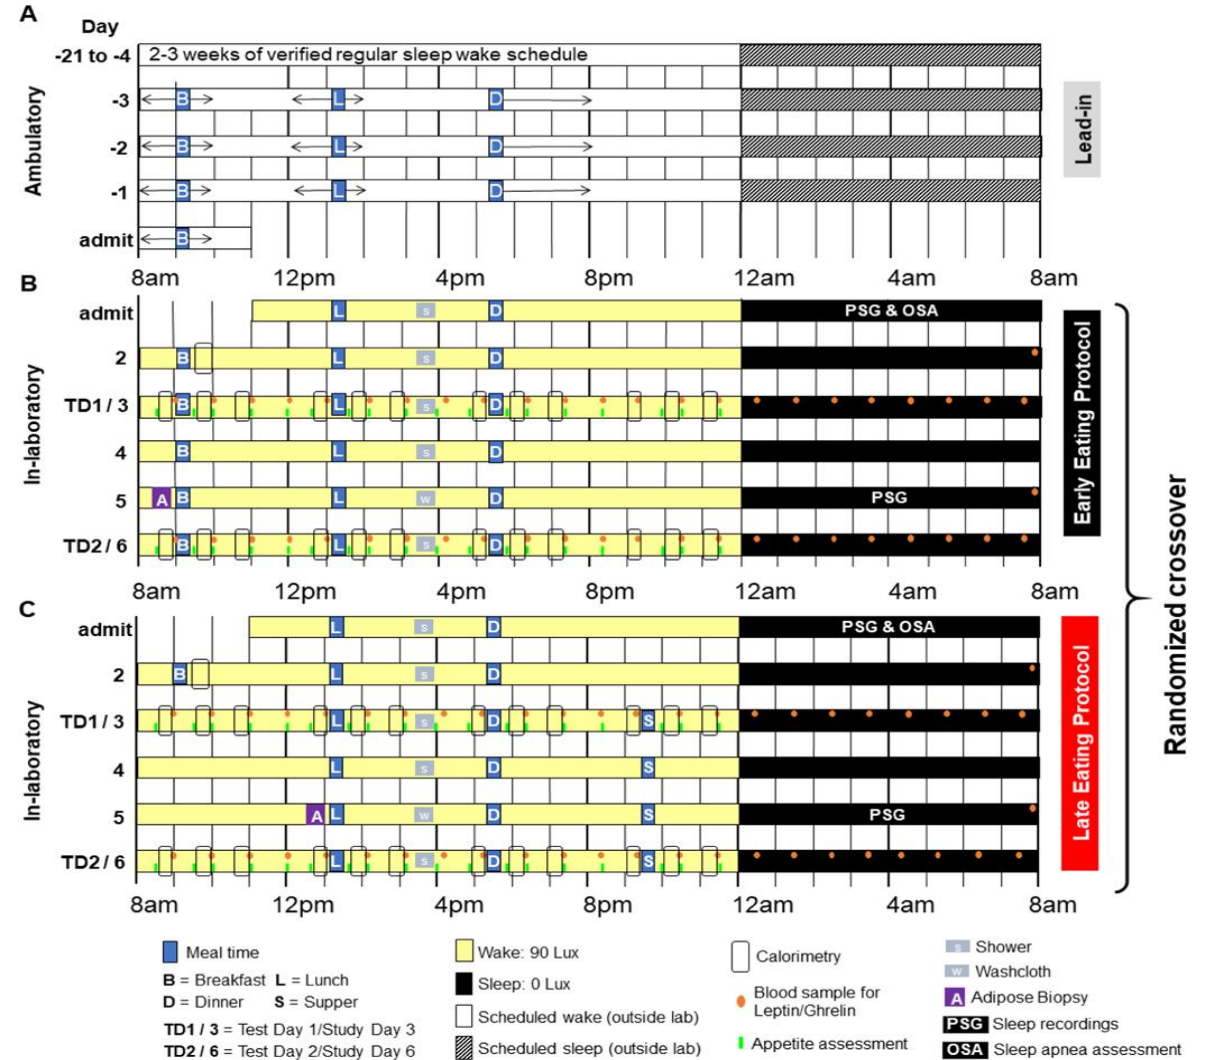 A
Day
-21 to -4 2-3 weeks of verified regular sleep wake schedule
-3 B L D
-2 B L D
-1 B L D
admit B
Ambulatory
Lead-in
8am 12pm 4pm 8pm 12am 4am 8am
B
admit L s D PSG & OSA
2 B L s D
TD1 / 3 B L s D
4 B L s D
5 A B L w D PSG
TD2 / 6 B L s D
In-laboratory
Early Eating Protocol
8am 12pm 4pm 8pm 12am 4am 8am
C
admit L s D PSG & OSA
2 B L s D
TD1 / 3 L s D S
4 L s D S
5 A L w D S PSG
TD2 / 6 L s D S
In-laboratory
Late Eating Protocol
Randomized crossover
8am 12pm 4pm 8pm 12am 4am 8am
Meal time
B = Breakfast L = Lunch
D = Dinner S = Supper
TD1 / 3 = Test Day 1/Study Day 3
TD2 / 6 = Test Day 2/Study Day 6
Wake: 90 Lux
Sleep: 0 Lux
Scheduled wake (outside lab)
Scheduled sleep (outside lab)
Calorimetry
Blood sample for
Leptin/Ghrelin
Appetite assessment
s Shower
w Washcloth
A Adipose Biopsy
PSG Sleep recordings
OSA Sleep apnea assessment